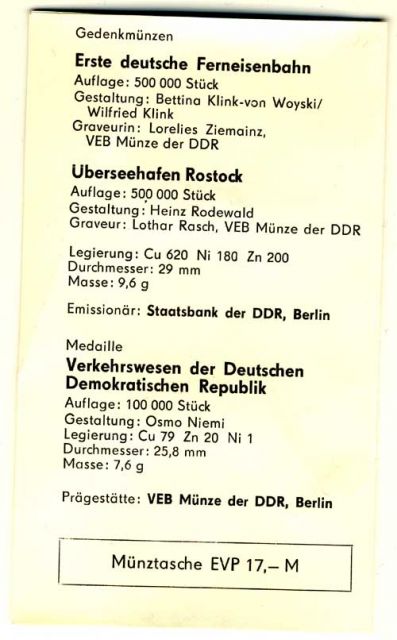 Gedenkmünzen
Erste deutsche Ferneisenbahn
Auflage: 500 000 Stück
Gestaltung: Bettina Klink-von Woyski/
Wilfried Klink
Graveurin: Lorelies Ziemainz,
VEB Münze der DDR
Überseehafen Rostock
Auflage: 500 000 Stück
Gestaltung: Heinz Rodewald
Graveur: Lothar Rasch, VEB Münze der DDR
Legierung: Cu 620 Ni 180 Zn 200
Durchmesser: 29 mm
Masse: 9,6 g
Emissionär: Staatsbank der DDR, Berlin
Medaille
Verkehrswesen der Deutschen
Demokratischen Republik
Auflage: 100 000 Stück
Gestaltung: Osmo Niemi
Legierung: Cu 79 Zn 20 Ni 1
Durchmesser: 25,8 mm
Masse: 7,6 g
Prägestätte: VEB Münze der DDR, Berlin
Münztasche EVP 17,– M